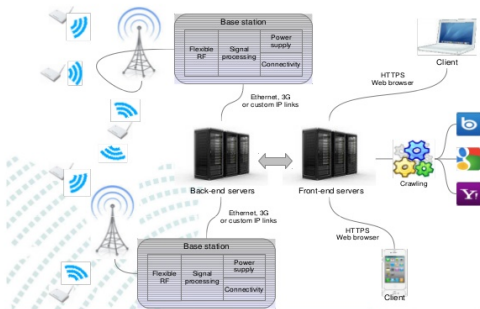 Base station
Flexible
RF
Signal
processing
Power
supply
Connectivity
HTTPS
Web browser
Client
Ethernet, 3G
or custom IP links
Back-end servers
Front-end servers
Crawling
b
g
Y!
Ethernet, 3G
or custom IP links
HTTPS
Web browser
Base station
Flexible
RF
Signal
processing
Power
supply
Connectivity
Client